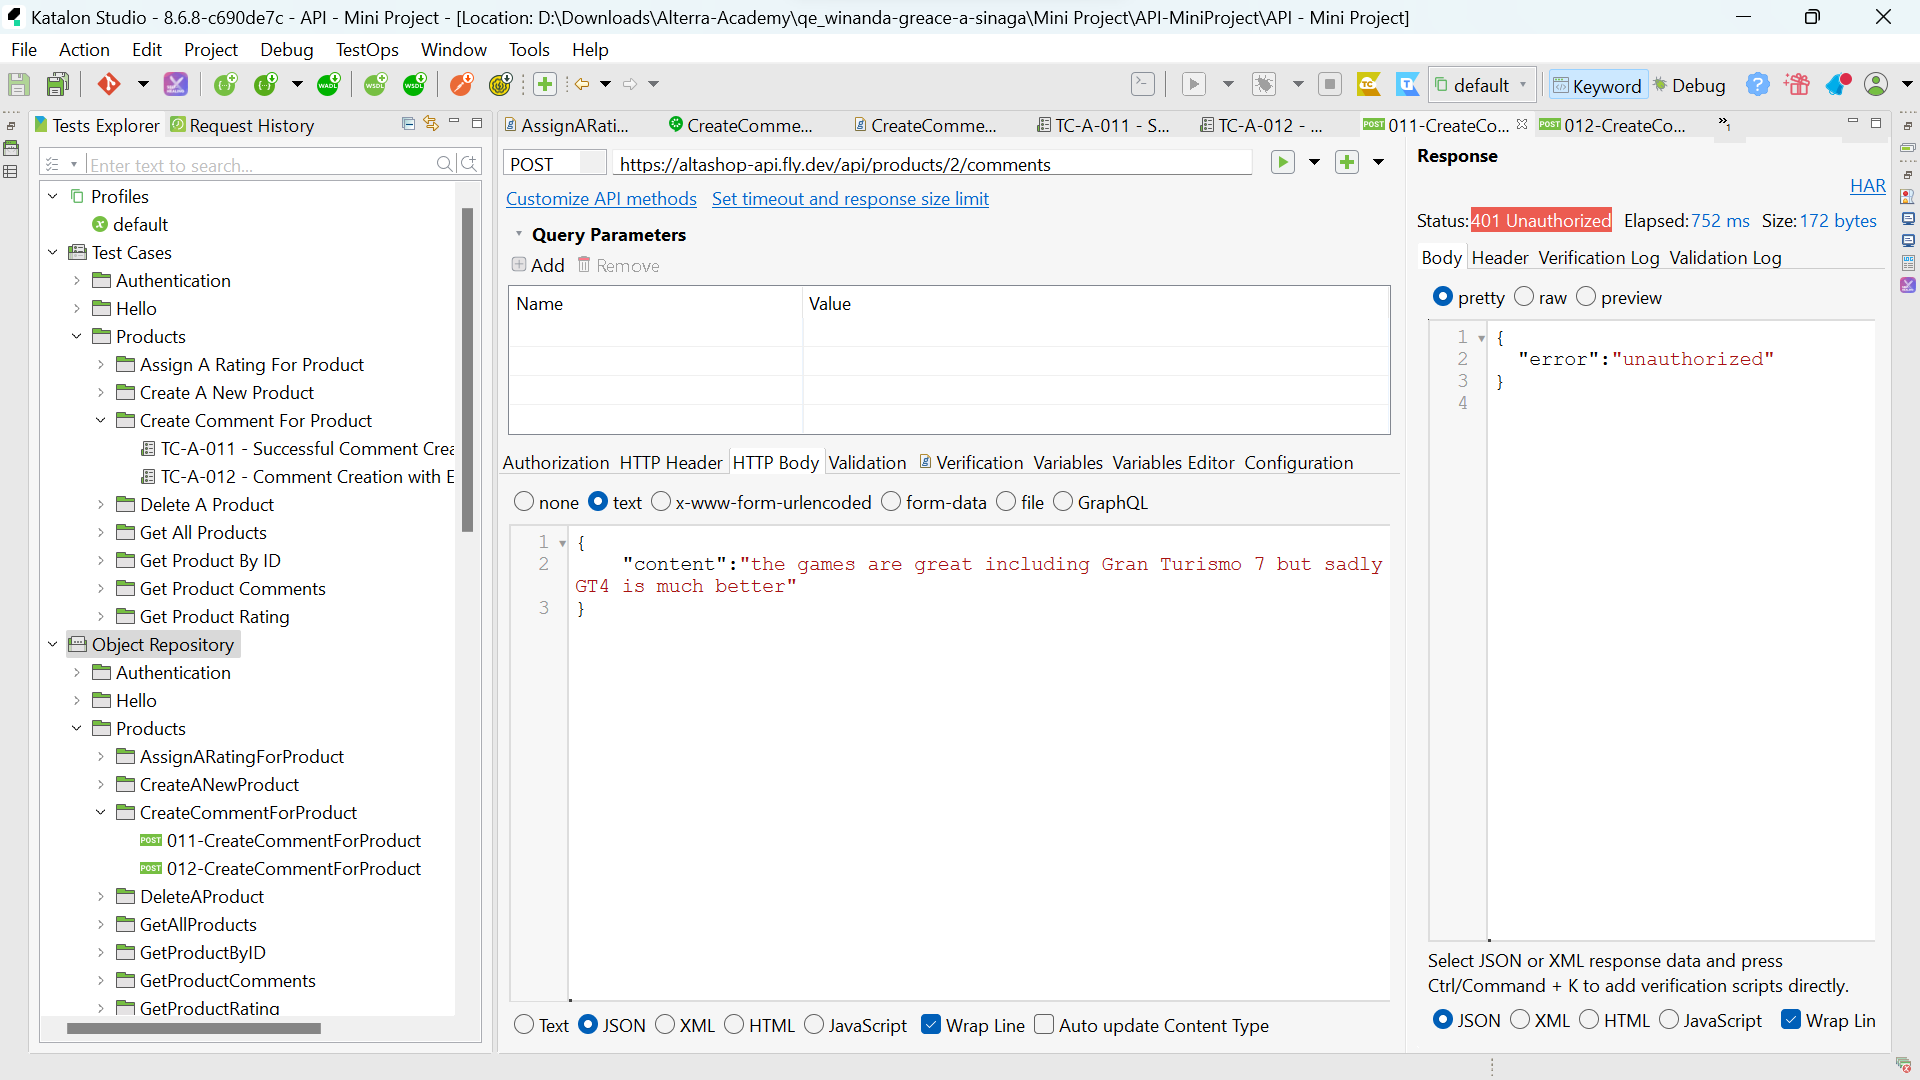 Katalon Studio - 8.6.8-c690de7c - API - Mini Project - [Location: D:\Downloads\Alterra-Academy\qe_winanda-greace-a-sinaga\Mini Project\API-MiniProject\API - Mini Project]
File Action Edit Project Debug TestOps Window Tools Help
default Keyword Debug
Tests Explorer Request History
Enter text to search...
Profiles
default
Test Cases
Authentication
Hello
Products
Assign A Rating For Product
Create A New Product
Create Comment For Product
TC-A-011 - Successful Comment Crea
TC-A-012 - Comment Creation with E
Delete A Product
Get All Products
Get Product By ID
Get Product Comments
Get Product Rating
Object Repository
Authentication
Hello
Products
AssignARatingForProduct
CreateANewProduct
CreateCommentForProduct
POST 011-CreateCommentForProduct
POST 012-CreateCommentForProduct
DeleteAProduct
GetAllProducts
GetProductByID
GetProductComments
GetProductRating
AssignARati... CreateComme... CreateComme... TC-A-011 - S... TC-A-012 - ... POST 011-CreateCo... POST 012-CreateCo... »1
POST https://altashop-api.fly.dev/api/products/2/comments
Customize API methods Set timeout and response size limit
Query Parameters
Add Remove
Name Value
Authorization HTTP Header HTTP Body Validation Verification Variables Variables Editor Configuration
none text x-www-form-urlencoded form-data file GraphQL
1 {
2 "content":"the games are great including Gran Turismo 7 but sadly
GT4 is much better"
3 }
Text JSON XML HTML JavaScript Wrap Line Auto update Content Type
Response
HAR
Status: 401 Unauthorized Elapsed: 752 ms Size: 172 bytes
Body Header Verification Log Validation Log
pretty raw preview
1 {
2 "error":"unauthorized"
3 }
4
Select JSON or XML response data and press
Ctrl/Command + K to add verification scripts directly.
JSON XML HTML JavaScript Wrap Lin